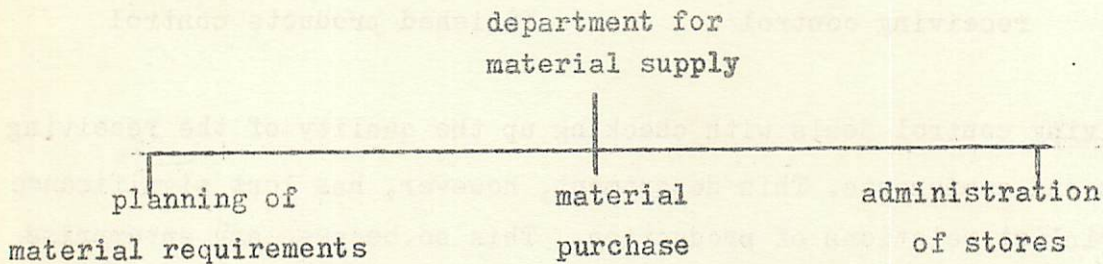 department for
material supply
planning of material administration
material requirements purchase of stores